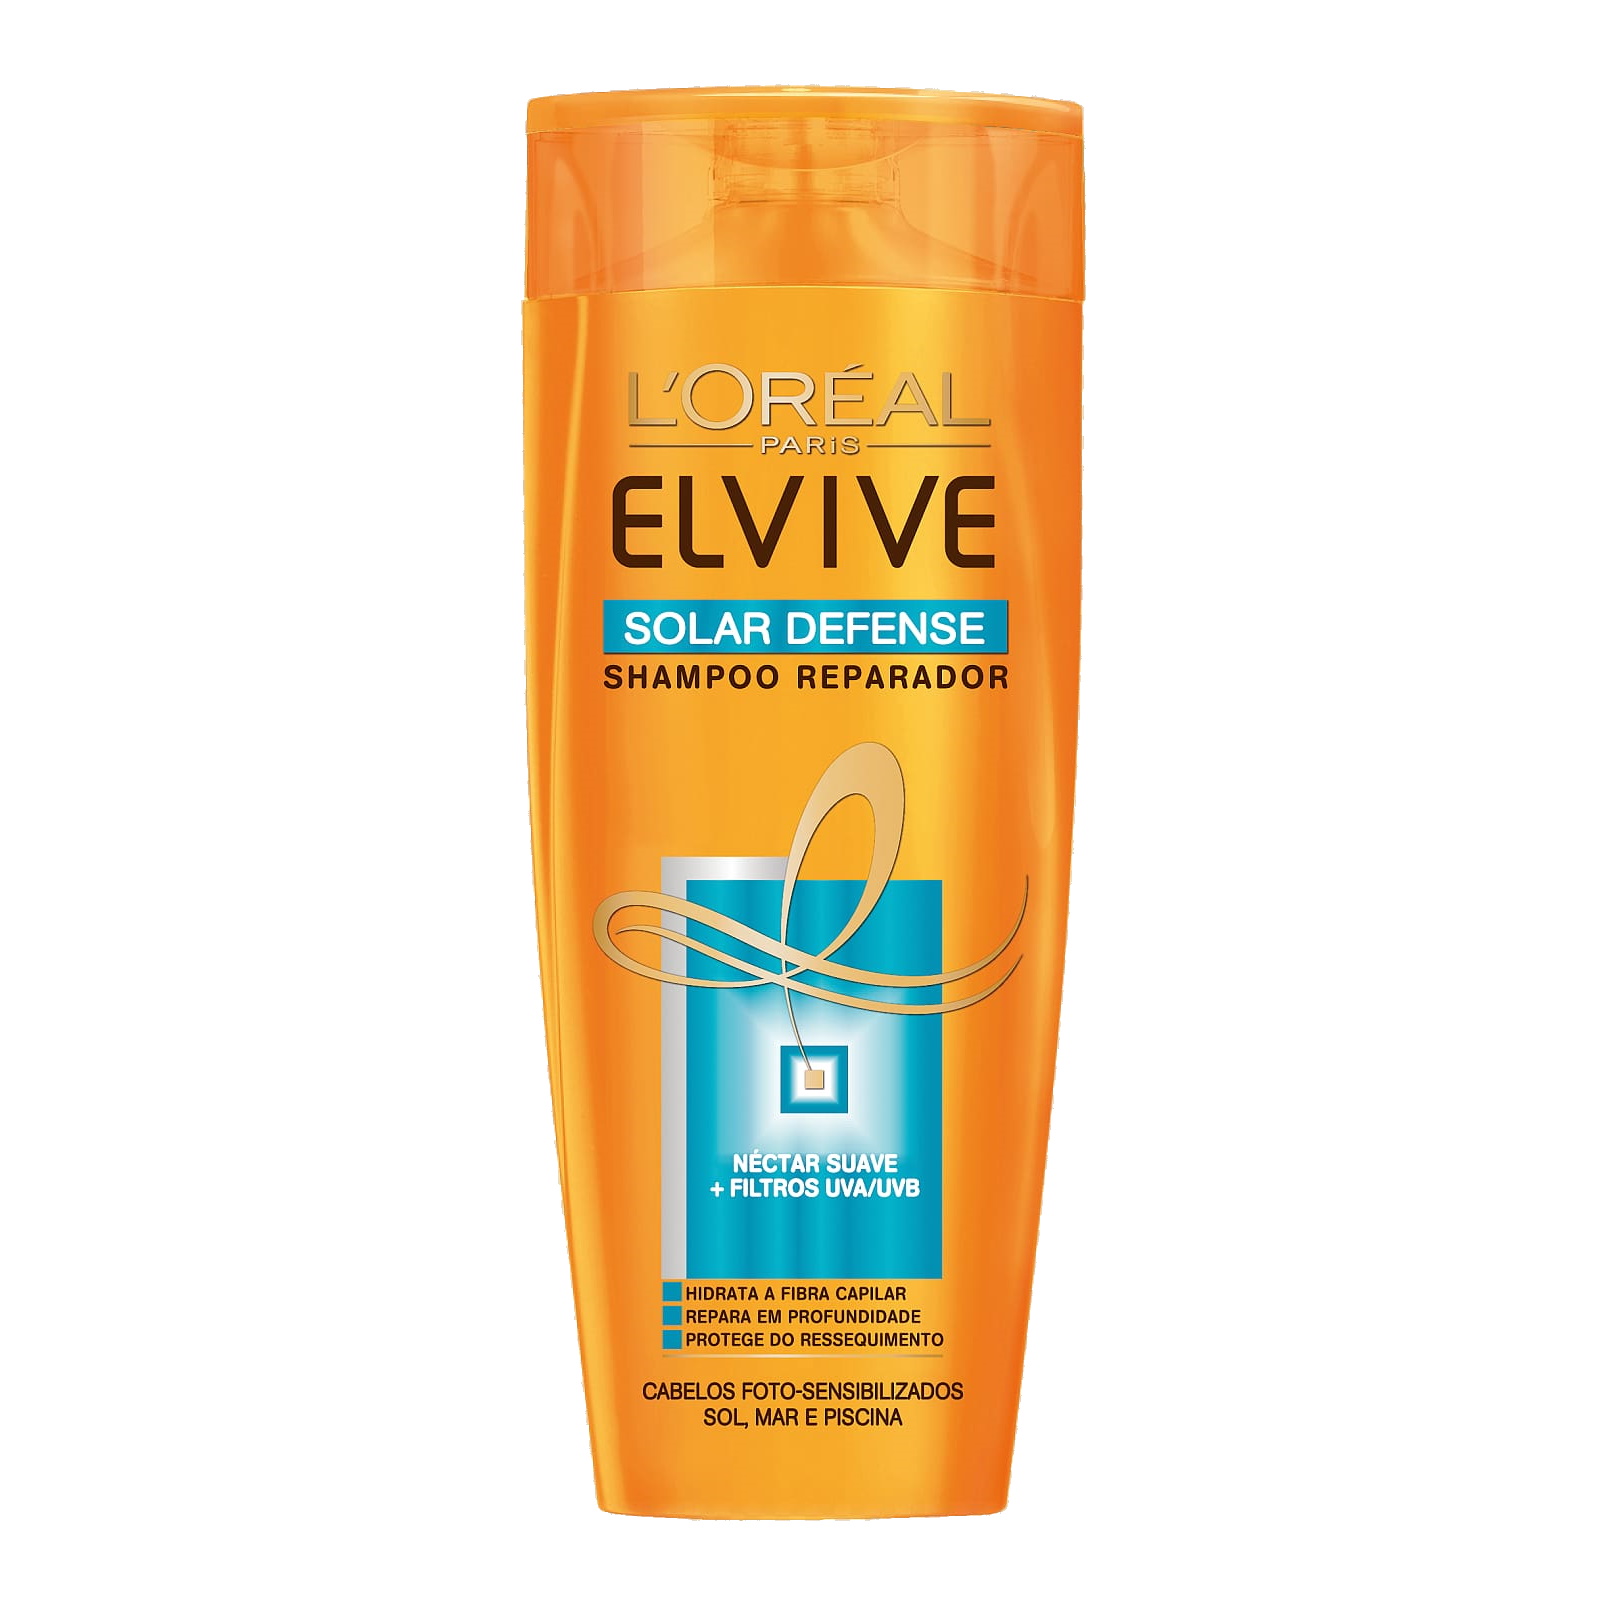 L'ORÉAL
PARiS
ELVIVE
SOLAR DEFENSE
SHAMPOO REPARADOR
NÉCTAR SUAVE
+ FILTROS UVA/UVB
HIDRATA A FIBRA CAPILAR
REPARA EM PROFUNDIDADE
PROTEGE DO RESSEQUIMENTO
CABELOS FOTO-SENSIBILIZADOS
SOL, MAR E PISCINA